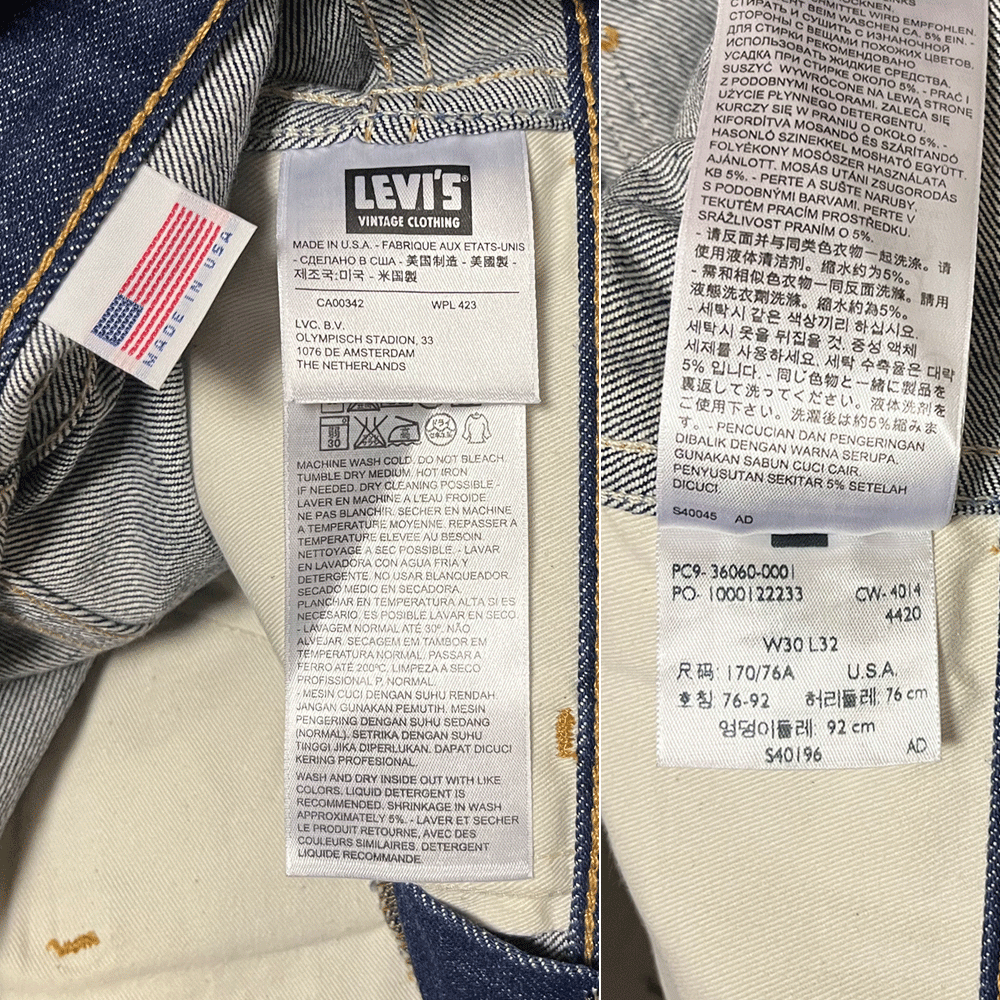 MADE IN USA
LEVI'S®
VINTAGE CLOTHING
MADE IN U.S.A. - FABRIQUE AUX ETATS-UNIS
- СДЕЛАНО В США - 美国制造 - 美國製 -
제조국:미국 - 米国製
CA00342 WPL 423
LVC. B.V.
OLYMPISCH STADION, 33
1076 DE AMSTERDAM
THE NETHERLANDS
30
ドライ
MACHINE WASH COLD. DO NOT BLEACH.
TUMBLE DRY MEDIUM. HOT IRON
IF NEEDED. DRY CLEANING POSSIBLE -
LAVER EN MACHINE A L'EAU FROIDE.
NE PAS BLANCHIR. SECHER EN MACHINE
A TEMPERATURE MOYENNE. REPASSER A
TEMPERATURE ELEVEE AU BESOIN.
NETTOYAGE A SEC POSSIBLE. - LAVAR
EN LAVADORA CON AGUA FRIA Y
DETERGENTE. NO USAR BLANQUEADOR.
SECADO MEDIO EN SECADORA.
PLANCHAR EN TEMPERATURA ALTA SI ES
NECESARIO. ES POSIBLE LAVAR EN SECO.
- LAVAGEM NORMAL ATÉ 30º. NÃO
ALVEJAR. SECAGEM EM TAMBOR EM
TEMPERATURA NORMAL. PASSAR A
FERRO ATÉ 200ºC. LIMPEZA A SECO
PROFISSIONAL P, NORMAL.
- MESIN CUCI DENGAN SUHU RENDAH.
JANGAN GUNAKAN PEMUTIH. MESIN
PENGERING DENGAN SUHU SEDANG
(NORMAL). SETRIKA DENGAN SUHU
TINGGI JIKA DIPERLUKAN. DAPAT DICUCI
KERING PROFESIONAL.
WASH AND DRY INSIDE OUT WITH LIKE
COLORS. LIQUID DETERGENT IS
RECOMMENDED. SHRINKAGE IN WASH
APPROXIMATELY 5%. - LAVER ET SECHER
LE PRODUIT RETOURNE, AVEC DES
COULEURS SIMILAIRES. DETERGENT
LIQUIDE RECOMMANDE.
WIRD EMPFOHLEN.
BEIM WASCHEN CA. 5% EIN. -
СТИРАТЬ И СУШИТЬ С ИЗНАНОЧНОЙ
СТОРОНЫ С ВЕЩАМИ ПОХОЖИХ ЦВЕТОВ.
ДЛЯ СТИРКИ РЕКОМЕНДОВАНО
ИСПОЛЬЗОВАТЬ ЖИДКИЕ СРЕДСТВА.
УСАДКА ПРИ СТИРКЕ ОКОЛО 5%. - PRAĆ I
SUSZYĆ WYWRÓCONE NA LEWĄ STRONĘ
Z PODOBNYMI KOLORAMI. ZALECA SIĘ
UŻYCIE PŁYNNEGO DETERGENTU,
KURCZY SIĘ W PRANIU O OKOŁO 5%. -
KIFORDÍTVA MOSANDÓ ÉS SZÁRÍTANDÓ
HASONLÓ SZINEKKEL MOSHATÓ EGYÜTT.
FOLYÉKONY MOSÓSZER HASZNÁLATA
AJÁNLOTT. MOSÁS UTÁNI ZSUGORODÁS
KB 5%. - PERTE A SUŠTE NARUBY,
S PODOBNÝMI BARVAMI. PERTE V
TEKUTÉM PRACÍM PROSTŘEDKU.
SRÁŽLIVOST PRANÍM O 5%.
- 请反面并与同类色衣物一起洗涤。请
使用液体清洁剂。缩水约为5%。
- 需和相似色衣物一同反面洗滌。請用
液態洗衣劑洗滌。縮水約為5%。
- 세탁시 같은 색상끼리 하십시요.
세탁시 옷을 뒤집을 것. 중성 액체
세제를 사용하세요. 세탁 수축율은 대략
5% 입니다. - 同じ色物と一緒に製品を
裏返して洗ってください。液体洗剤を
ご使用下さい。洗濯後は約5%縮みま
す。- PENCUCIAN DAN PENGERINGAN
DIBALIK DENGAN WARNA SERUPA.
GUNAKAN SABUN CUCI CAIR.
PENYUSUTAN SEKITAR 5% SETELAH
DICUCI.
S40045 AD
PC9- 36060-0001
PO- 1000122233 CW- 4014
4420
W30 L32
尺码: 170/76A U.S.A.
호칭 76-92 허리둘레: 76 cm
엉덩이둘레: 92 cm
S40196 AD